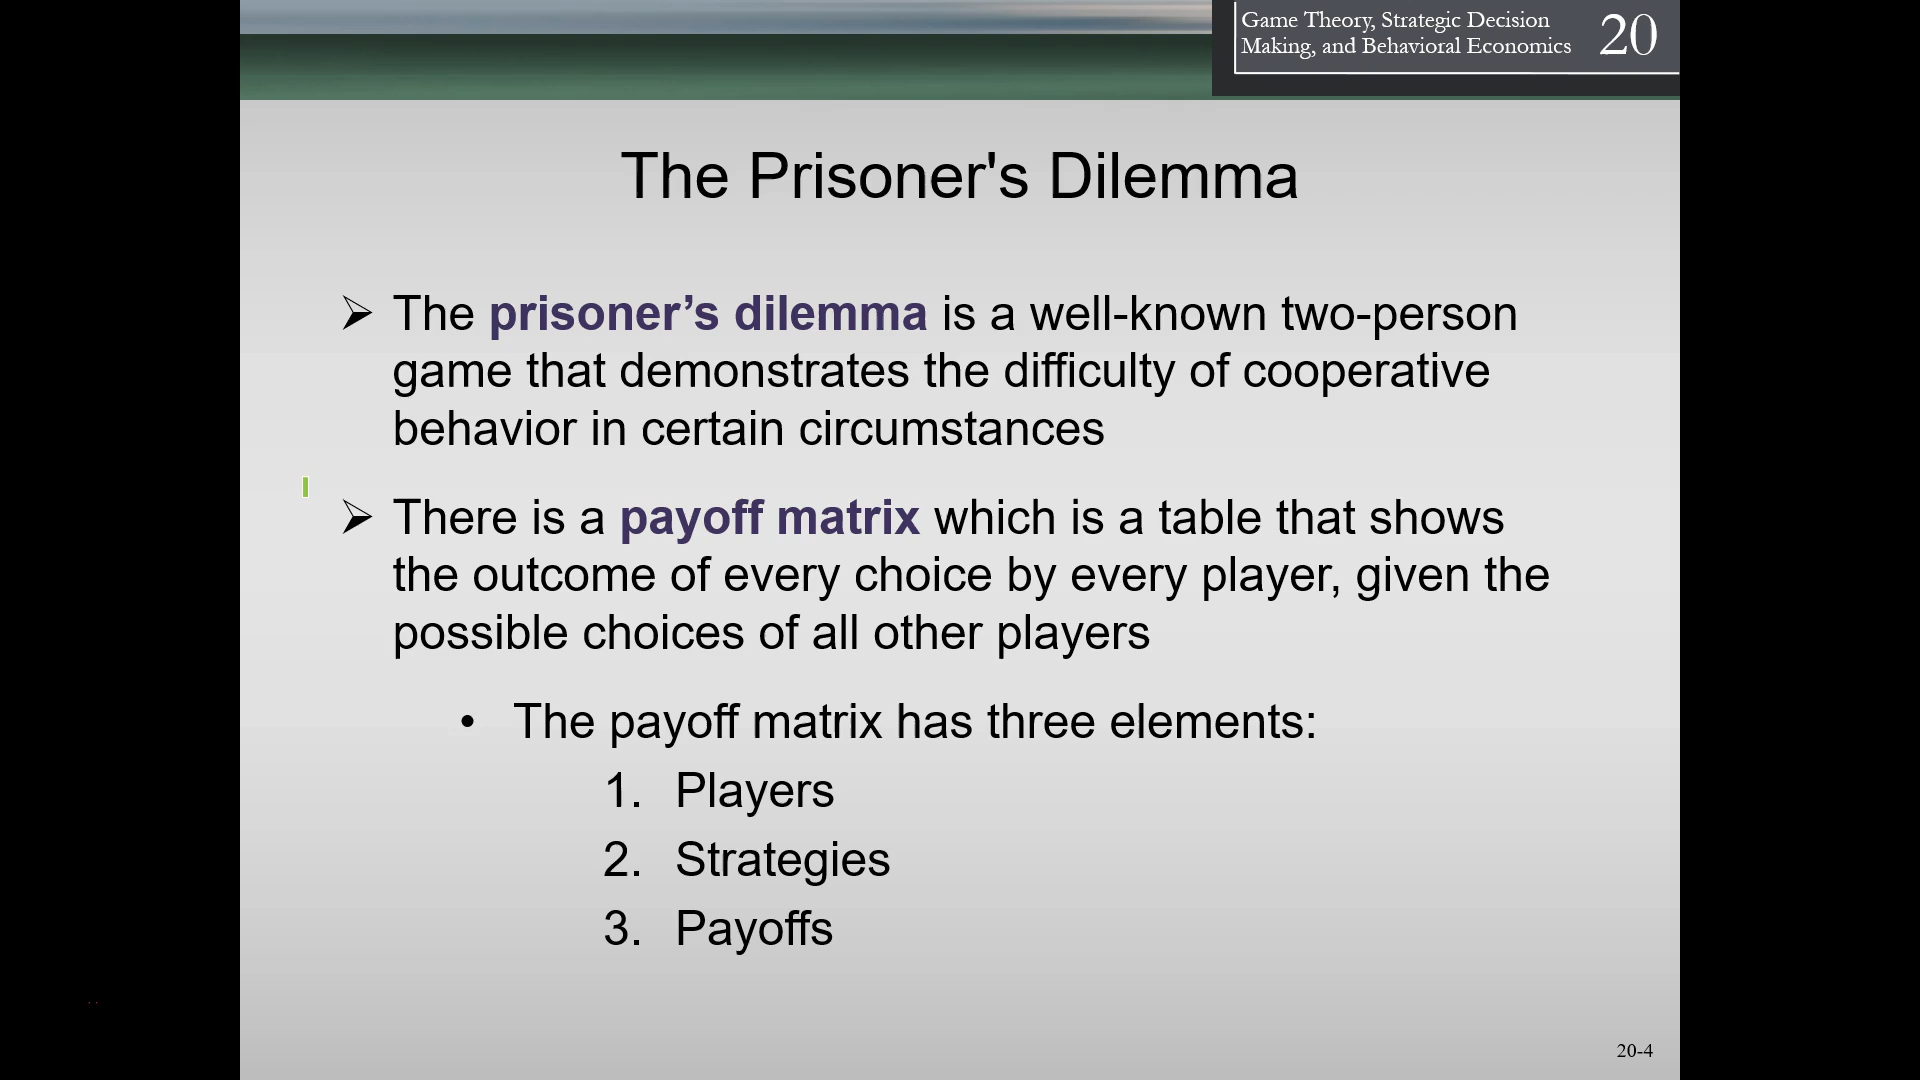 Game Theory, Strategic Decision
Making, and Behavioral Economics
20
The Prisoner's Dilemma
➢ The prisoner’s dilemma is a well-known two-person
game that demonstrates the difficulty of cooperative
behavior in certain circumstances
➢ There is a payoff matrix which is a table that shows
the outcome of every choice by every player, given the
possible choices of all other players
• The payoff matrix has three elements:
1. Players
2. Strategies
3. Payoffs
20-4